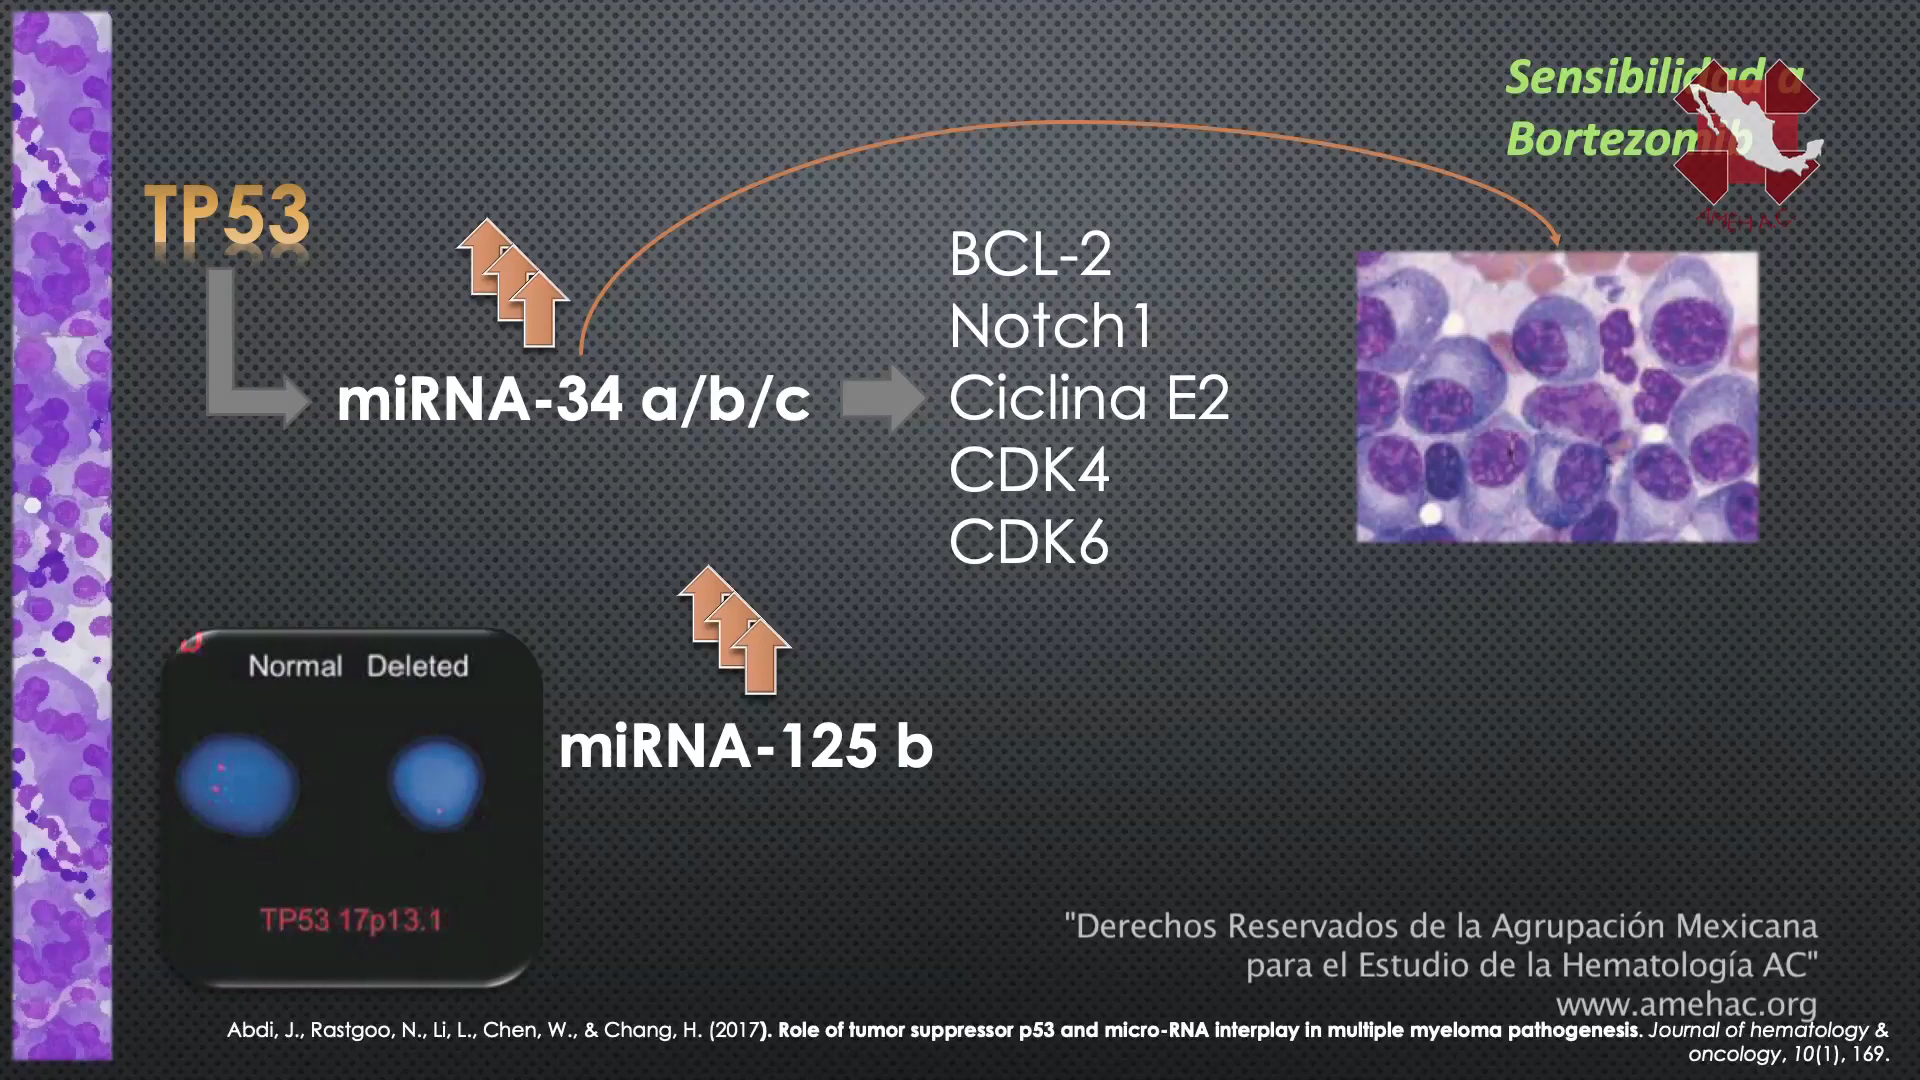 Sensibilidad a
Bortezomib
AMEH A.C.
TP53
BCL-2
Notch1
miRNA-34 a/b/c
Ciclina E2
CDK4
CDK6
Normal Deleted
miRNA-125 b
TP53 17p13.1
"Derechos Reservados de la Agrupación Mexicana
para el Estudio de la Hematología AC"
www.amehac.org
Abdi, J., Rastgoo, N., Li, L., Chen, W., & Chang, H. (2017). Role of tumor suppressor p53 and micro-RNA interplay in multiple myeloma pathogenesis. Journal of hematology &
oncology, 10(1), 169.